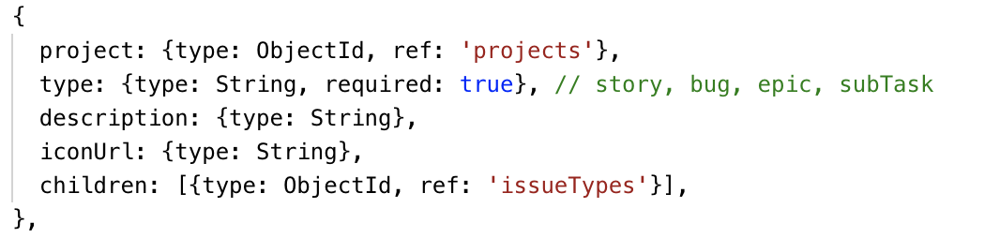 {
  project: {type: ObjectId, ref: 'projects'},
  type: {type: String, required: true}, // story, bug, epic, subTask
  description: {type: String},
  iconUrl: {type: String},
  children: [{type: ObjectId, ref: 'issueTypes'}],
},